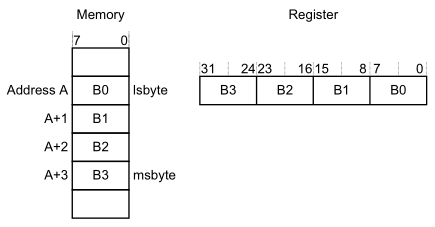 Memory Register
7 0
31 24 23 16 15 8 7 0
Address A B0 lsbyte B3 B2 B1 B0
A+1 B1
A+2 B2
A+3 B3 msbyte